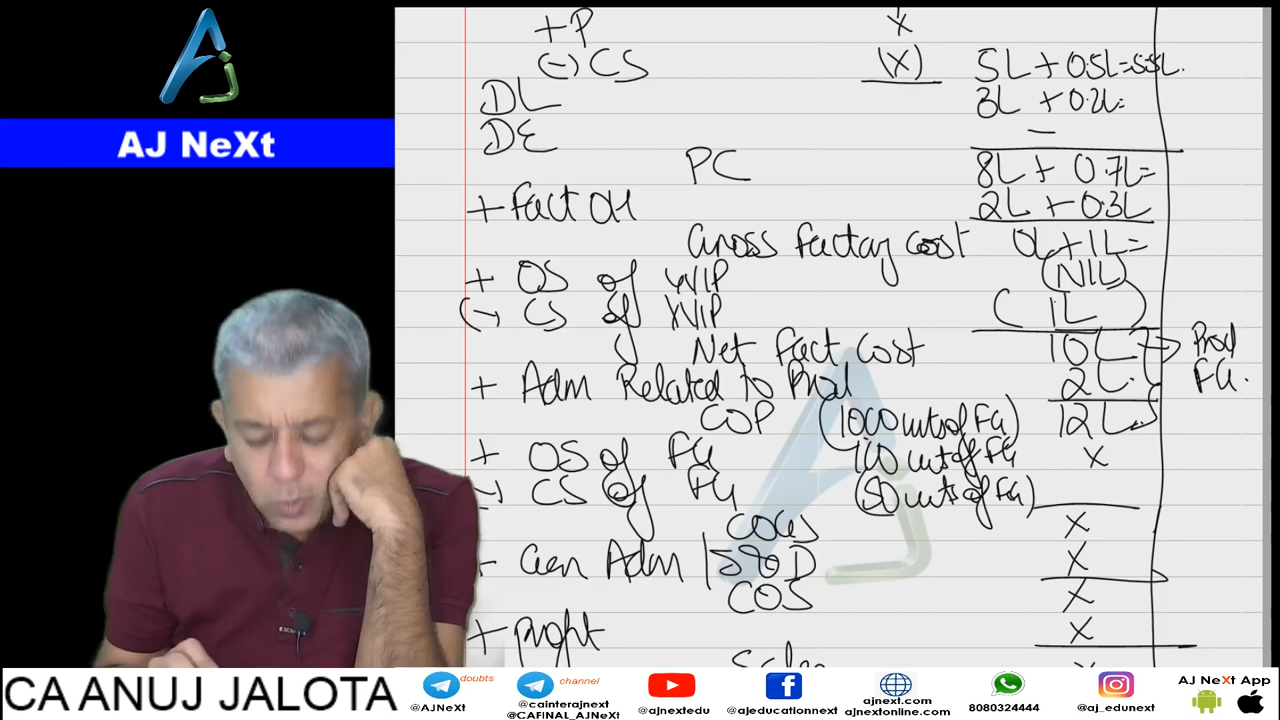 AJ NeXt
+P X
(-) CS (X) 5L + 0.5L=5.5L.
DL 3L + 0.2L=
DE —
PC 8L + 0.7L=
+ Fact OH 2L + 0.3L
Gross Factory cost 10L + 1L=
+ OS of WIP (NIL)
(-) CS of WIP ( 1L )
Net Fact Cost 10L → Prod
+ Adm Related to Prod 2L. FG.
COP (1000 units of FG) 12L
+ OS of FG 100 units of FG X
(-) CS of FG (50 units of FG)
COGS X
+ Gen Adm | S&D X
COS X
+ Profit X
Sales
CA ANUJ JALOTA
doubts
@AJNeXt
channel
@cainterajnext
@CAFINAL_AJNeXt
@ajnextedu
@ajeducationnext
ajnext.com
ajnextonline.com
8080324444
@aj_edunext
AJ NeXt App